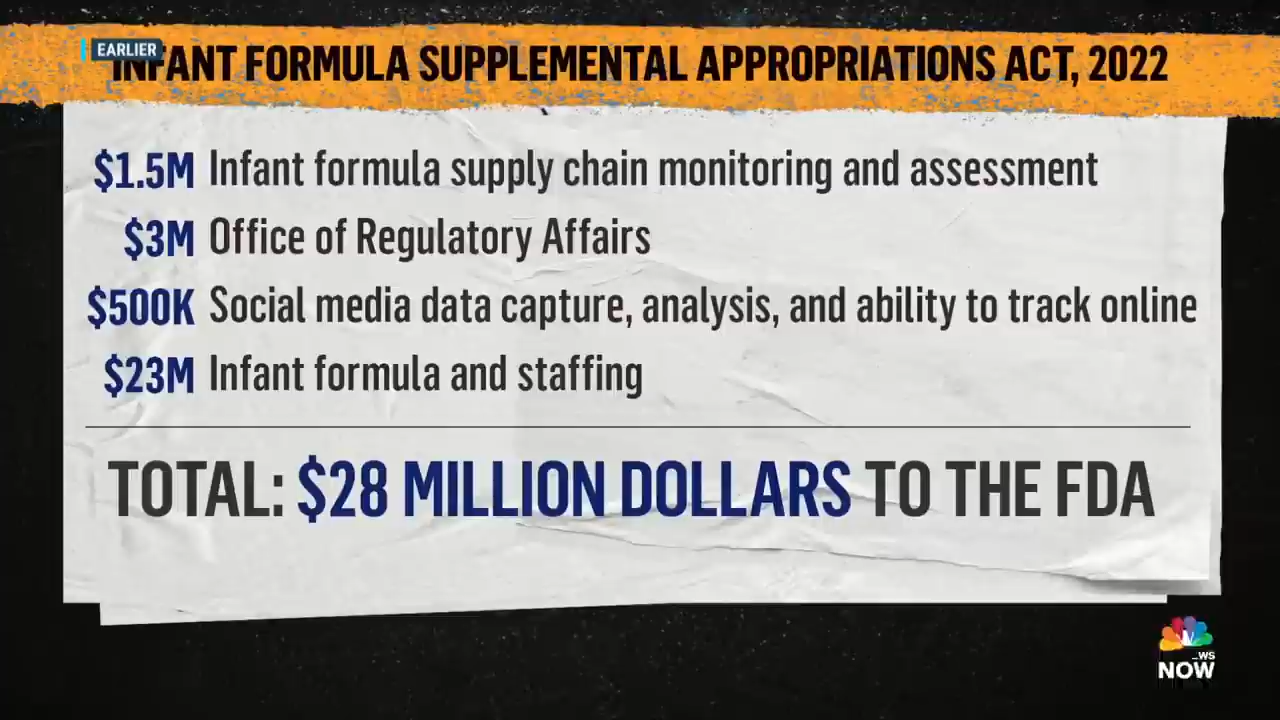 EARLIER
INFANT FORMULA SUPPLEMENTAL APPROPRIATIONS ACT, 2022
$1.5M Infant formula supply chain monitoring and assessment
$3M Office of Regulatory Affairs
$500K Social media data capture, analysis, and ability to track online
$23M Infant formula and staffing
TOTAL: $28 MILLION DOLLARS TO THE FDA
WS
NOW